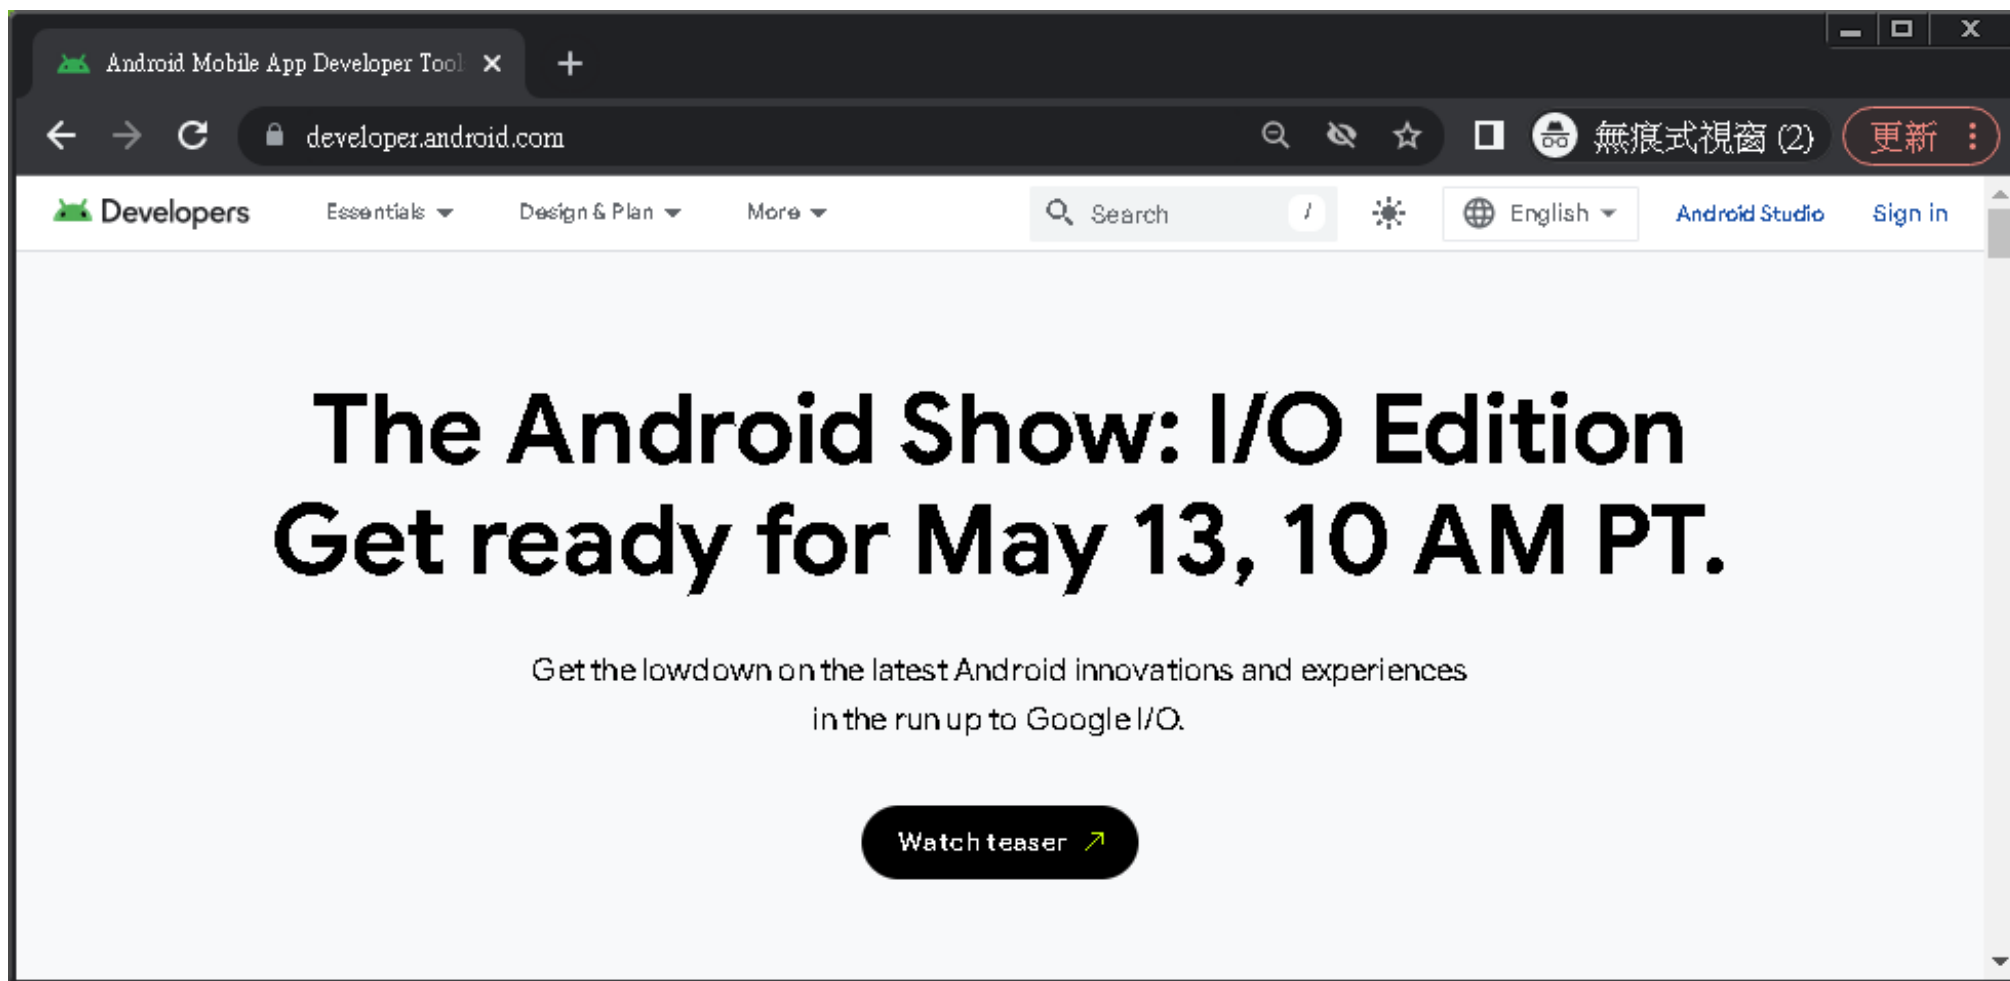 Android Mobile App Developer Tool
developer.android.com
無痕式視窗 (2)
更新
Developers
Essentials
Design & Plan
More
Search
/
English
Android Studio
Sign in
The Android Show: I/O Edition
Get ready for May 13, 10 AM PT.
Get the lowdown on the latest Android innovations and experiences
in the run up to Google I/O.
Watch teaser